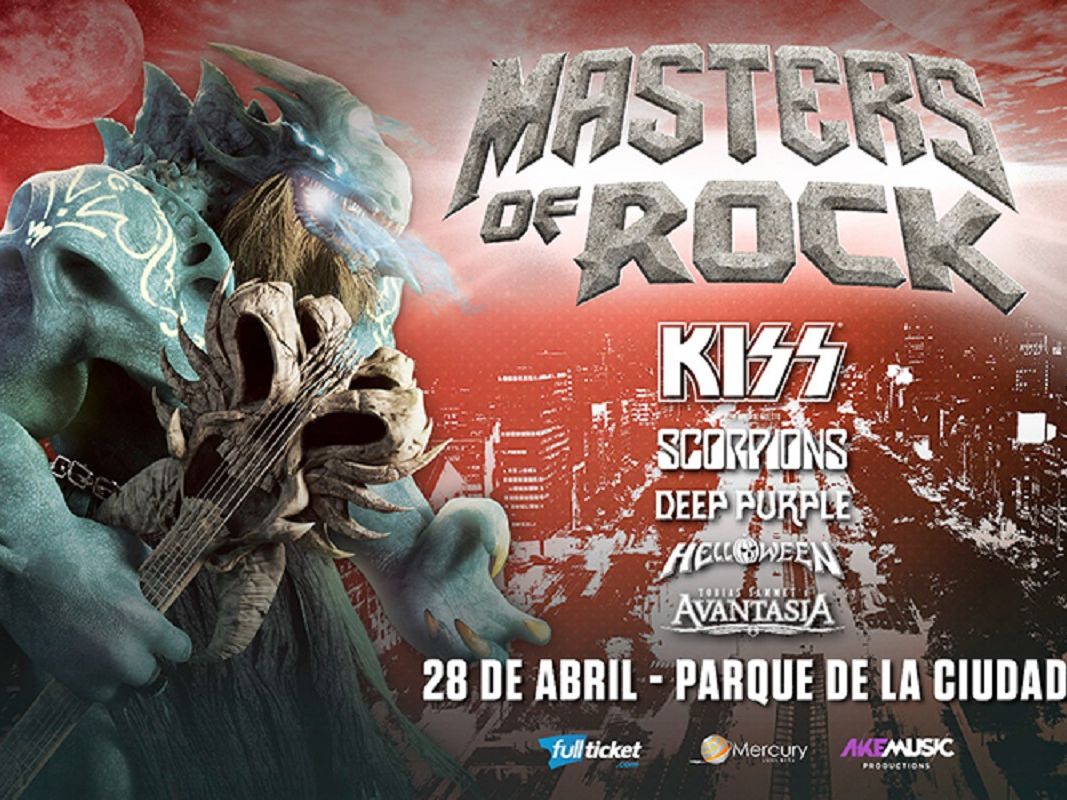 MASTERS
OF ROCK
KISS
SCORPIONS
DEEP PURPLE
HELLOWEEN
TOBIAS SAMMET'S
AVANTASIA
28 DE ABRIL - PARQUE DE LA CIUDAD
fullticket
.com
Mercury
AKEMUSIC
PRODUCTIONS